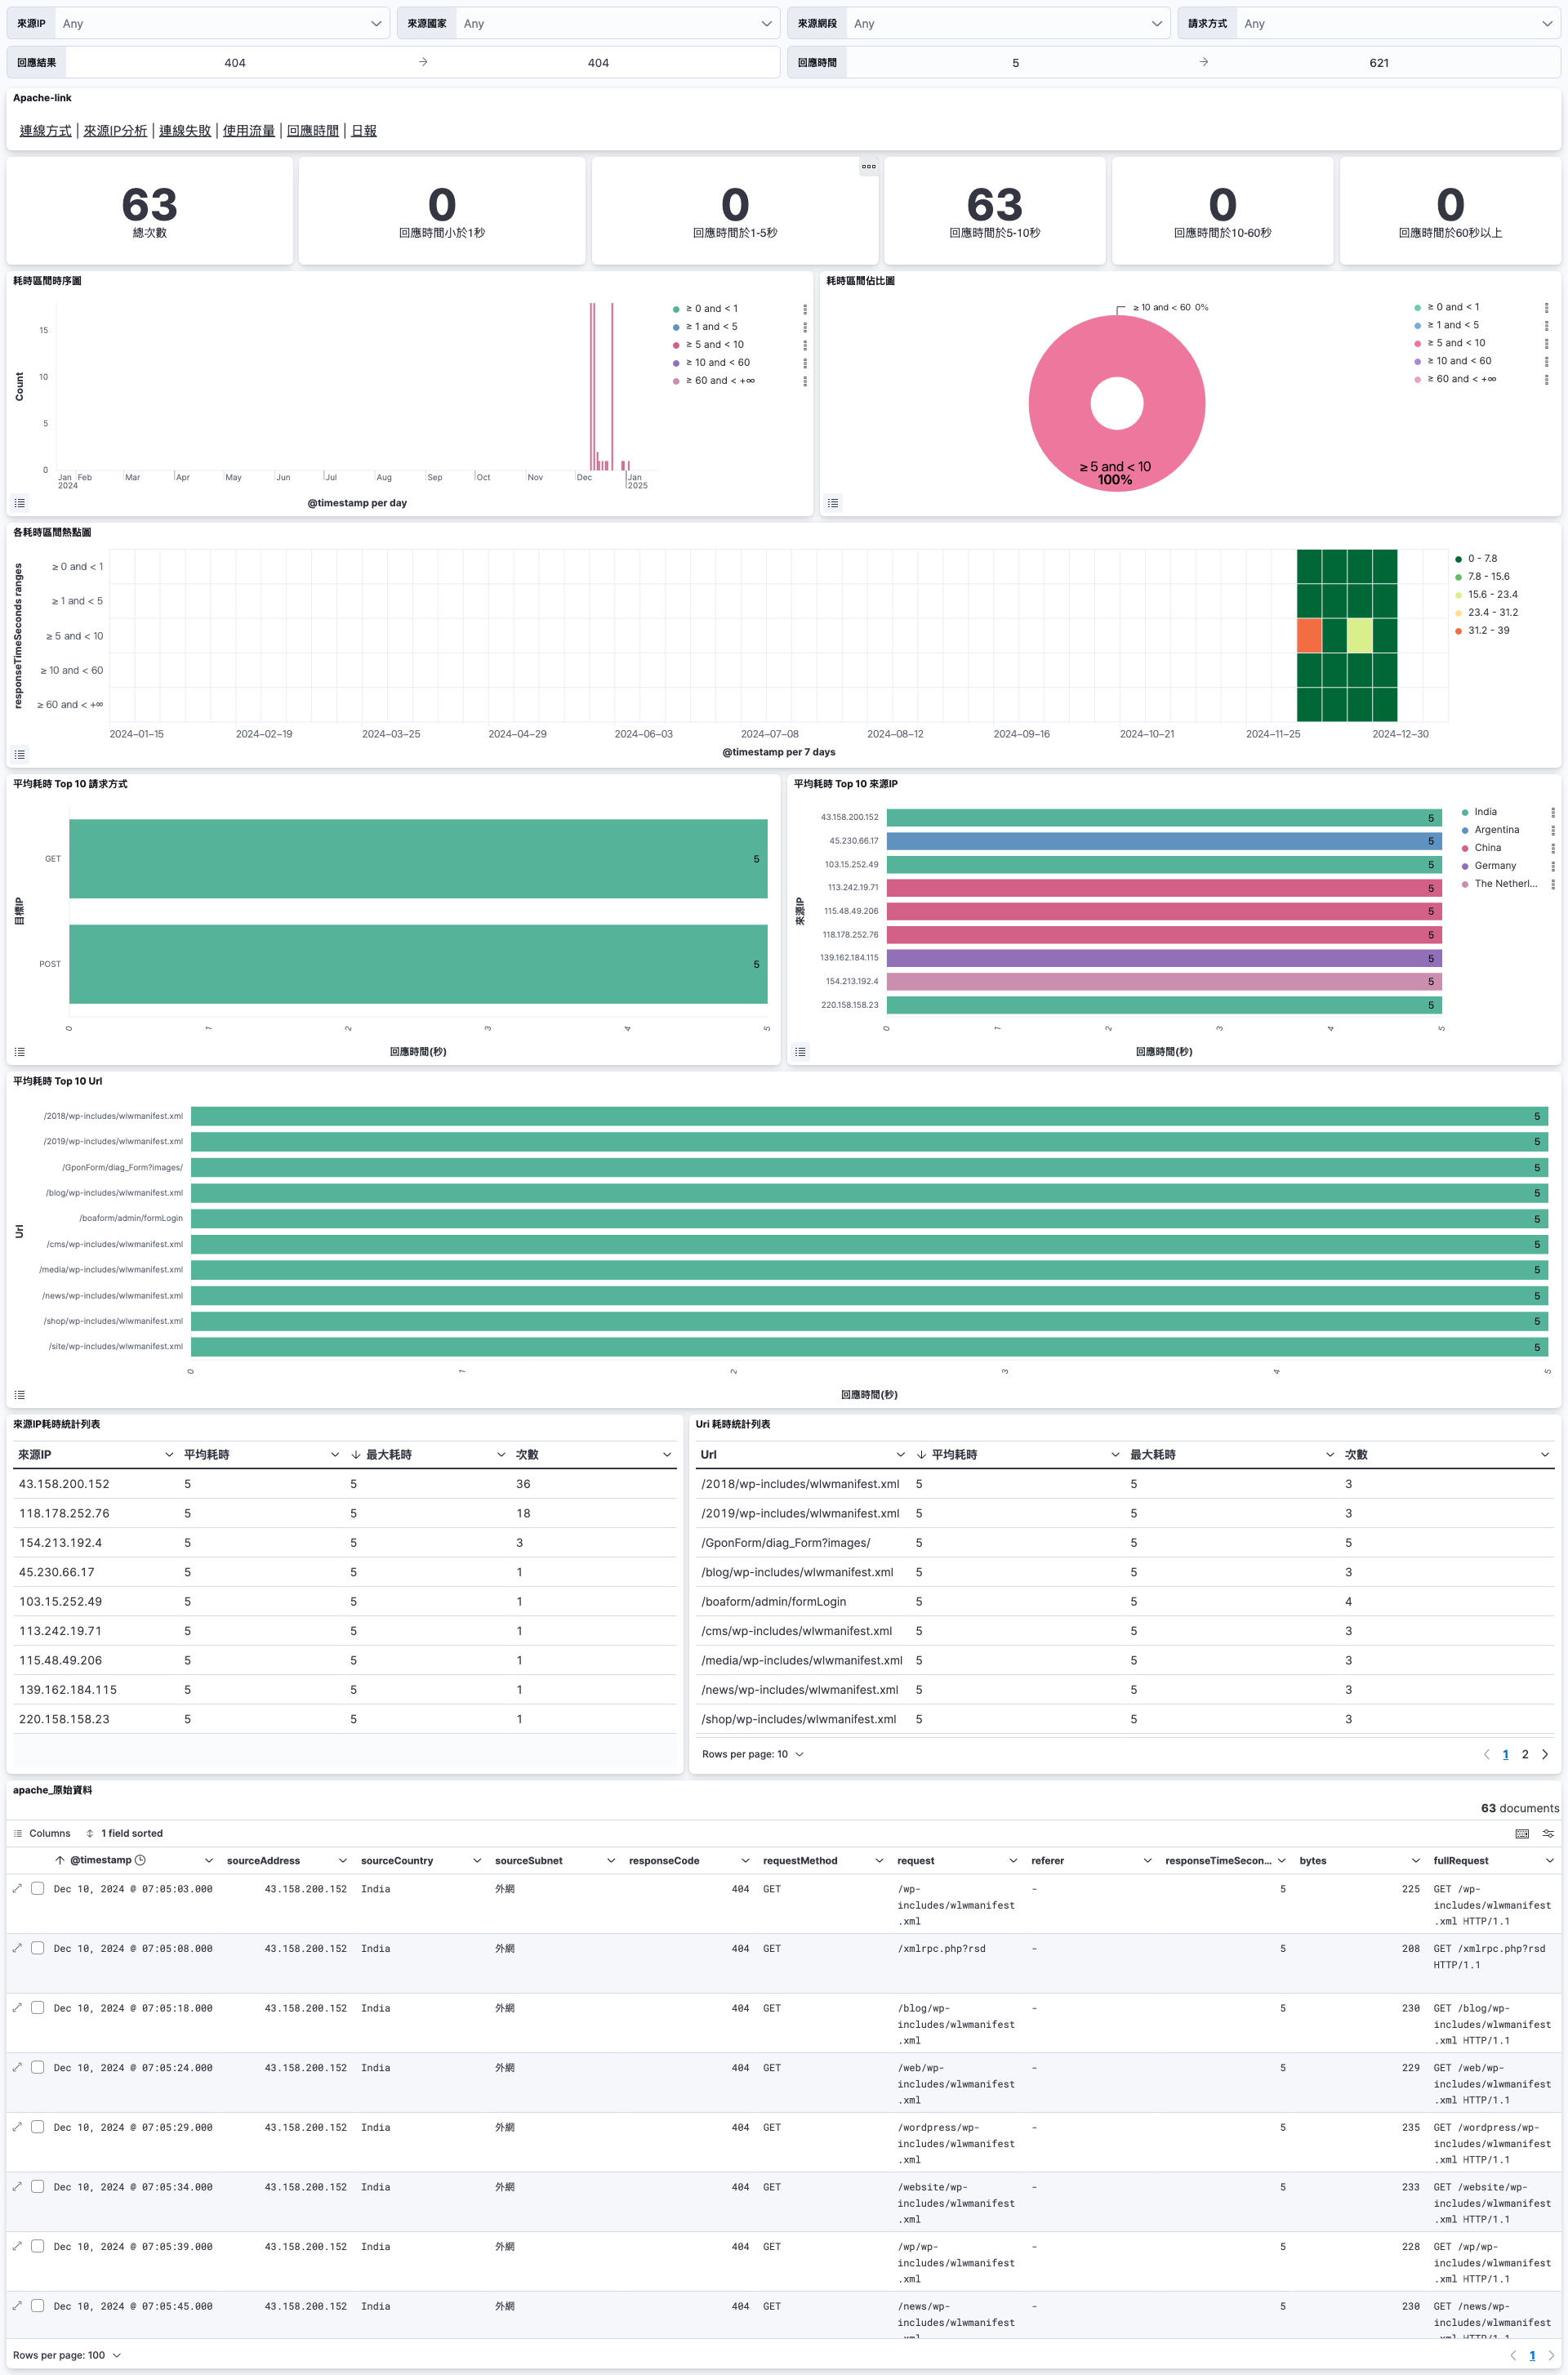 來源IP Any 來源國家 Any 來源網段 Any 請求方式 Any
回應結果 404 → 404 回應時間 5 → 621
Apache-link
連線方式 | 來源IP分析 | 連線失敗 | 使用流量 | 回應時間 | 日報
63 0 0 63 0 0
總次數 回應時間小於1秒 回應時間於1-5秒 回應時間於5-10秒 回應時間於10-60秒 回應時間於60秒以上
耗時區間時序圖
Count
15
10
5
0
Jan 2024 Feb Mar Apr May Jun Jul Aug Sep Oct Nov Dec Jan 2025
@timestamp per day
≥ 0 and < 1
≥ 1 and < 5
≥ 5 and < 10
≥ 10 and < 60
≥ 60 and < +∞
耗時區間佔比圖
≥ 10 and < 60 0%
≥ 5 and < 10
100%
≥ 0 and < 1
≥ 1 and < 5
≥ 5 and < 10
≥ 10 and < 60
≥ 60 and < +∞
各耗時區間熱點圖
responseTimeSeconds ranges
≥ 0 and < 1
≥ 1 and < 5
≥ 5 and < 10
≥ 10 and < 60
≥ 60 and < +∞
2024-01-15 2024-02-19 2024-03-25 2024-04-29 2024-06-03 2024-07-08 2024-08-12 2024-09-16 2024-10-21 2024-11-25 2024-12-30
@timestamp per 7 days
0 - 7.8
7.8 - 15.6
15.6 - 23.4
23.4 - 31.2
31.2 - 39
平均耗時 Top 10 請求方式
目標IP
GET 5
POST 5
0 1 2 3 4 5
回應時間(秒)
平均耗時 Top 10 來源IP
來源IP
43.158.200.152 5
45.230.66.17 5
103.15.252.49 5
113.242.19.71 5
115.48.49.206 5
118.178.252.76 5
139.162.184.115 5
154.213.192.4 5
220.158.158.23 5
0 1 2 3 4 5
回應時間(秒)
India
Argentina
China
Germany
The Netherl...
平均耗時 Top 10 Url
Url
/2018/wp-includes/wlwmanifest.xml 5
/2019/wp-includes/wlwmanifest.xml 5
/GponForm/diag_Form?images/ 5
/blog/wp-includes/wlwmanifest.xml 5
/boaform/admin/formLogin 5
/cms/wp-includes/wlwmanifest.xml 5
/media/wp-includes/wlwmanifest.xml 5
/news/wp-includes/wlwmanifest.xml 5
/shop/wp-includes/wlwmanifest.xml 5
/site/wp-includes/wlwmanifest.xml 5
0 1 2 3 4 5
回應時間(秒)
來源IP耗時統計列表
來源IP 平均耗時 ↓ 最大耗時 次數
43.158.200.152 5 5 36
118.178.252.76 5 5 18
154.213.192.4 5 5 3
45.230.66.17 5 5 1
103.15.252.49 5 5 1
113.242.19.71 5 5 1
115.48.49.206 5 5 1
139.162.184.115 5 5 1
220.158.158.23 5 5 1
Uri 耗時統計列表
Url ↓ 平均耗時 最大耗時 次數
/2018/wp-includes/wlwmanifest.xml 5 5 3
/2019/wp-includes/wlwmanifest.xml 5 5 3
/GponForm/diag_Form?images/ 5 5 5
/blog/wp-includes/wlwmanifest.xml 5 5 3
/boaform/admin/formLogin 5 5 4
/cms/wp-includes/wlwmanifest.xml 5 5 3
/media/wp-includes/wlwmanifest.xml 5 5 3
/news/wp-includes/wlwmanifest.xml 5 5 3
/shop/wp-includes/wlwmanifest.xml 5 5 3
Rows per page: 10 1 2
apache_原始資料
63 documents
Columns 1 field sorted
↑ @timestamp sourceAddress sourceCountry sourceSubnet responseCode requestMethod request referer responseTimeSecon... bytes fullRequest
Dec 10, 2024 @ 07:05:03.000 43.158.200.152 India 外網 404 GET /wp- - 5 225 GET /wp-
includes/wlwmanifest includes/wlwmanifest
.xml .xml HTTP/1.1
Dec 10, 2024 @ 07:05:08.000 43.158.200.152 India 外網 404 GET /xmlrpc.php?rsd - 5 208 GET /xmlrpc.php?rsd
HTTP/1.1
Dec 10, 2024 @ 07:05:18.000 43.158.200.152 India 外網 404 GET /blog/wp- - 5 230 GET /blog/wp-
includes/wlwmanifest includes/wlwmanifest
.xml .xml HTTP/1.1
Dec 10, 2024 @ 07:05:24.000 43.158.200.152 India 外網 404 GET /web/wp- - 5 229 GET /web/wp-
includes/wlwmanifest includes/wlwmanifest
.xml .xml HTTP/1.1
Dec 10, 2024 @ 07:05:29.000 43.158.200.152 India 外網 404 GET /wordpress/wp- - 5 235 GET /wordpress/wp-
includes/wlwmanifest includes/wlwmanifest
.xml .xml HTTP/1.1
Dec 10, 2024 @ 07:05:34.000 43.158.200.152 India 外網 404 GET /website/wp- - 5 233 GET /website/wp-
includes/wlwmanifest includes/wlwmanifest
.xml .xml HTTP/1.1
Dec 10, 2024 @ 07:05:39.000 43.158.200.152 India 外網 404 GET /wp/wp- - 5 228 GET /wp/wp-
includes/wlwmanifest includes/wlwmanifest
.xml .xml HTTP/1.1
Dec 10, 2024 @ 07:05:45.000 43.158.200.152 India 外網 404 GET /news/wp- - 5 230 GET /news/wp-
includes/wlwmanifest includes/wlwmanifest
Rows per page: 100 1